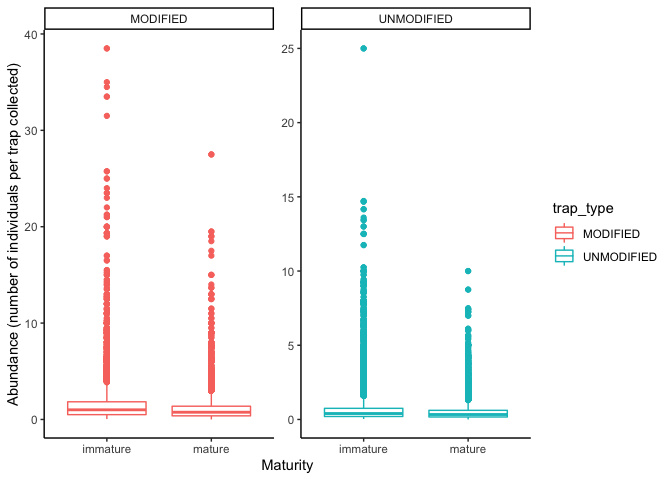 MODIFIED
UNMODIFIED
Abundance (number of individuals per trap collected)
40
30
20
10
0
25
20
15
10
5
0
immature
mature
immature
mature
Maturity
trap_type
MODIFIED
UNMODIFIED